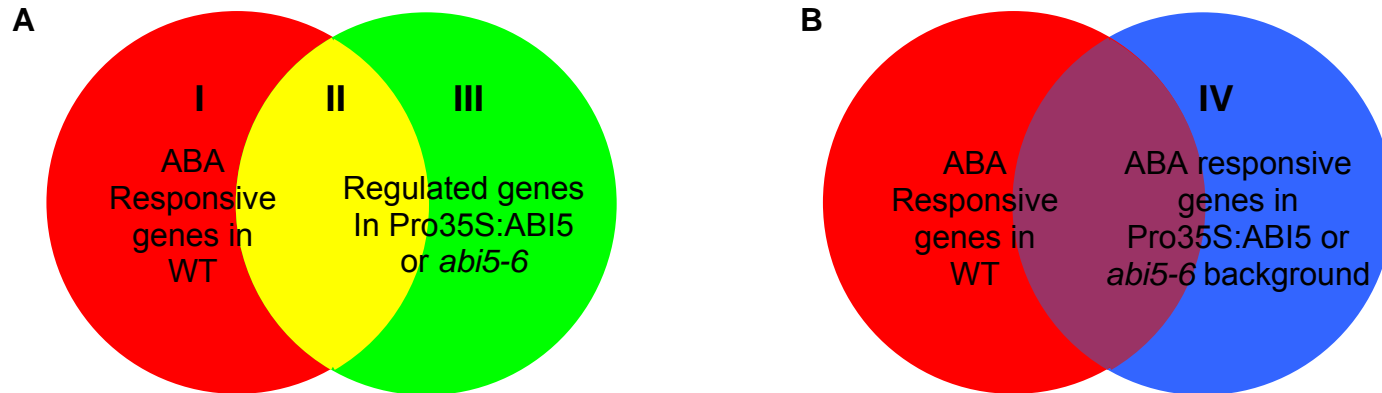 A
I
II
III
ABA
Responsive
genes in
WT
Regulated genes
In Pro35S:ABI5
or abi5-6
B
IV
ABA
Responsive
genes in
WT
ABA responsive
genes in
Pro35S:ABI5 or
abi5-6 background